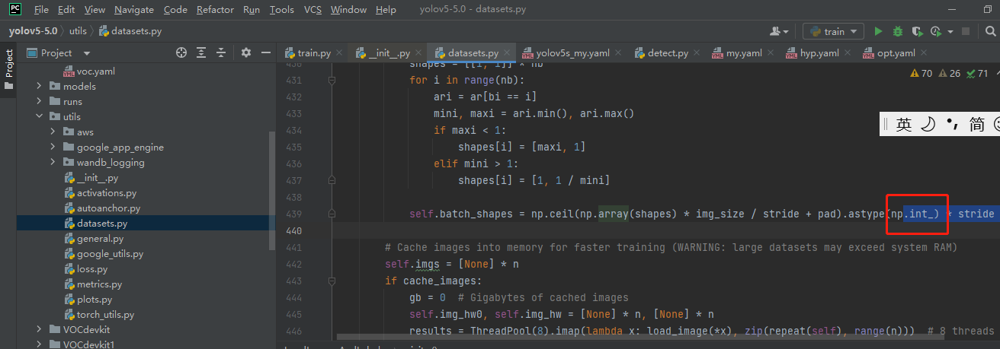 PC File Edit View Navigate Code Refactor Run Tools VCS Window Help yolov5-5.0 - datasets.py
yolov5-5.0 utils datasets.py train
Project Project train.py __init__.py datasets.py yolov5s_my.yaml detect.py my.yaml hyp.yaml opt.yaml
voc.yaml
models
runs
utils
aws
google_app_engine
wandb_logging
__init__.py
activations.py
autoanchor.py
datasets.py
general.py
google_utils.py
loss.py
metrics.py
plots.py
torch_utils.py
VOCdevkit
VOCdevkit1
70 26 71
英 简
430 shapes = [[1, 1]] * nb
431 for i in range(nb):
432 ari = ar[bi == i]
433 mini, maxi = ari.min(), ari.max()
434 if maxi < 1:
435 shapes[i] = [maxi, 1]
436 elif mini > 1:
437 shapes[i] = [1, 1 / mini]
438
439 self.batch_shapes = np.ceil(np.array(shapes) * img_size / stride + pad).astype(np.int_) * stride
440
441 # Cache images into memory for faster training (WARNING: large datasets may exceed system RAM)
442 self.imgs = [None] * n
443 if cache_images:
444 gb = 0 # Gigabytes of cached images
445 self.img_hw0, self.img_hw = [None] * n, [None] * n
446 results = ThreadPool(8).imap(lambda x: load_image(*x), zip(repeat(self), range(n))) # 8 threads